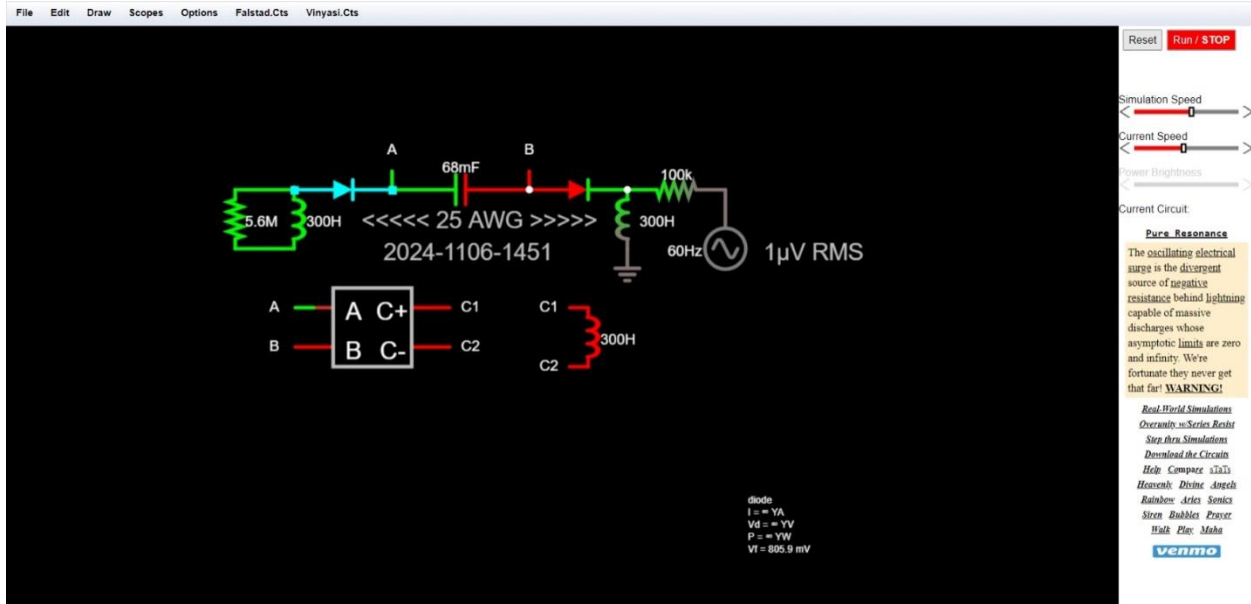 File Edit Draw Scopes Options Falstad.Cts Vinyasi.Cts
Reset Run / STOP
Simulation Speed
Current Speed
Power Brightness
Current Circuit:
Pure Resonance
The oscillating electrical
surge is the divergent
source of negative
resistance behind lightning
capable of massive
discharges whose
asymptotic limits are zero
and infinity. We're
fortunate they never get
that far! WARNING!
Real-World Simulations
Overunity w/Series Resist
Step thru Simulations
Download the Circuits
Help Compare sTaTs
Heavenly Divine Angels
Rainbow Aries Sonics
Siren Bubbles Prayer
Walk Play Maha
venmo
A B
68mF 100k
5.6M 300H <<<<< 25 AWG >>>>> 300H
2024-1106-1451 60Hz 1μV RMS
A A C+ C1 C1
300H
B B C- C2 C2
diode
I = ∞ YA
Vd = ∞ YV
P = ∞ YW
Vf = 805.9 mV